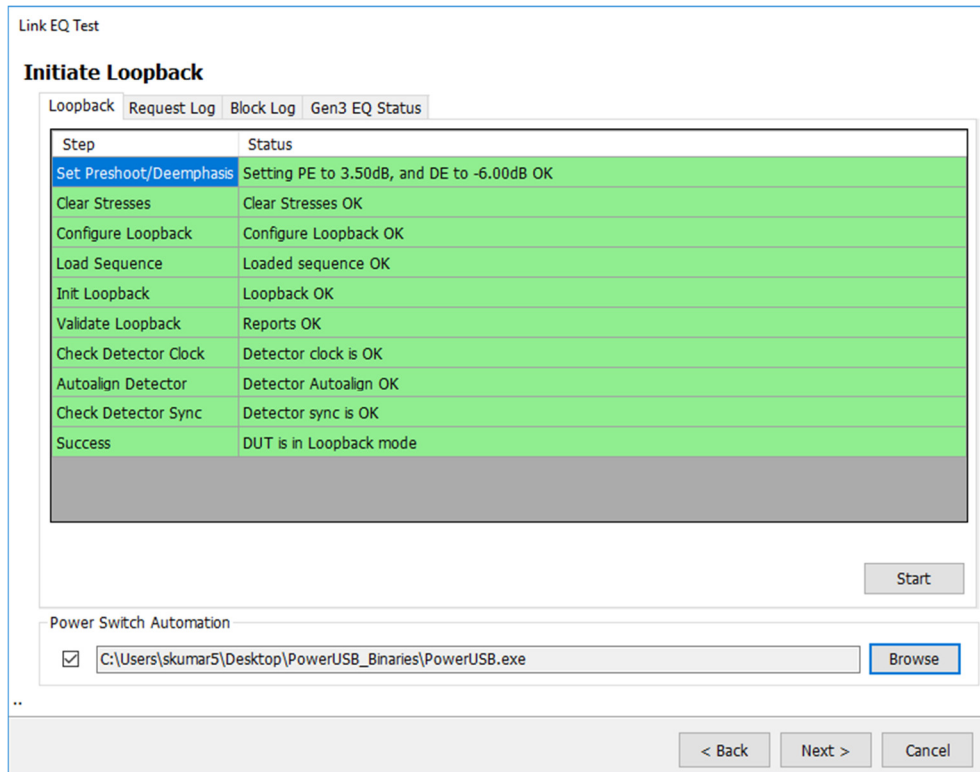 Link EQ Test
Initiate Loopback
Loopback Request Log Block Log Gen3 EQ Status
Step Status
Set Preshoot/Deemphasis Setting PE to 3.50dB, and DE to -6.00dB OK
Clear Stresses Clear Stresses OK
Configure Loopback Configure Loopback OK
Load Sequence Loaded sequence OK
Init Loopback Loopback OK
Validate Loopback Reports OK
Check Detector Clock Detector clock is OK
Autoalign Detector Detector Autoalign OK
Check Detector Sync Detector sync is OK
Success DUT is in Loopback mode
Start
Power Switch Automation
C:\Users\skumar5\Desktop\PowerUSB_Binaries\PowerUSB.exe Browse
..
< Back Next > Cancel